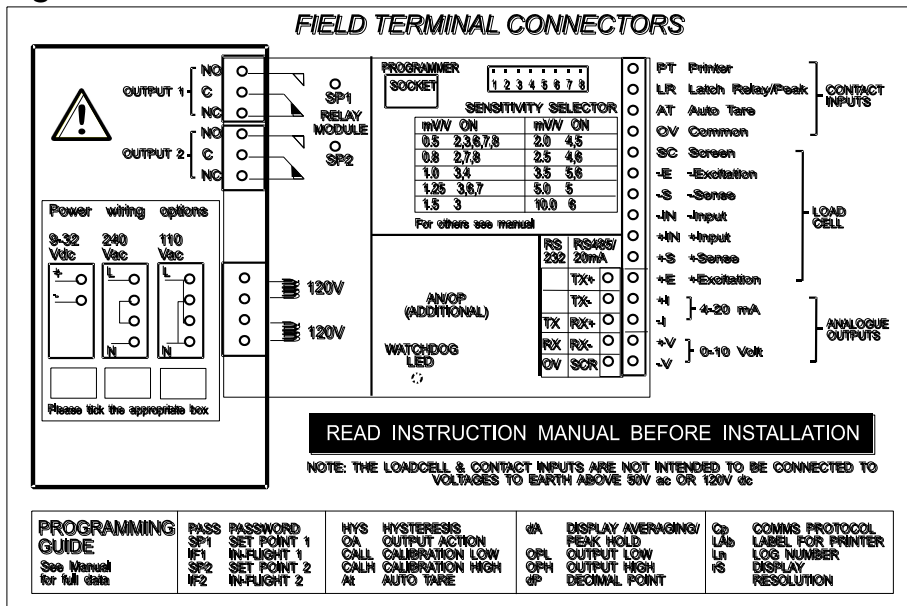 FIELD TERMINAL CONNECTORS
OUTPUT 1
NO
C
NC
OUTPUT 2
NO
C
NC
SP1
RELAY
MODULE
SP2
PROGRAMMER
SOCKET
1 2 3 4 5 6 7 8
SENSITIVITY SELECTOR
mV/V ON mV/V ON
0.5 2,3,6,7,8 2.0 4,5
0.8 2,7,8 2.5 4,6
1.0 3,4 3.5 5,6
1.25 3,6,7 5.0 5
1.5 3 10.0 6
For others see manual
PT Printer
LR Latch Relay/Peak
AT Auto Tare
OV Common
CONTACT
INPUTS
SC Screen
-E -Excitation
-S -Sense
-IN -Input
+IN +Input
+S +Sense
+E +Excitation
LOAD
CELL
+I
-I
4-20 mA
+V
-V
0-10 Volt
ANALOGUE
OUTPUTS
Power wiring options
9-32 240 110
Vdc Vac Vac
+
-
L
N
L
N
Please tick the appropriate box
120V
120V
AN/OP
(ADDITIONAL)
WATCHDOG
LED
RS RS485/
232 20mA
TX+
TX-
TX RX+
RX RX-
OV SCR
READ INSTRUCTION MANUAL BEFORE INSTALLATION
NOTE: THE LOADCELL & CONTACT INPUTS ARE NOT INTENDED TO BE CONNECTED TO
VOLTAGES TO EARTH ABOVE 50V ac OR 120V dc
PROGRAMMING
GUIDE
See Manual
for full data
PASS PASSWORD
SP1 SET POINT 1
IF1 IN-FLIGHT 1
SP2 SET POINT 2
IF2 IN-FLIGHT 2
HYS HYSTERESIS
OA OUTPUT ACTION
CALL CALIBRATION LOW
CALH CALIBRATION HIGH
At AUTO TARE
dA DISPLAY AVERAGING/
PEAK HOLD
OPL OUTPUT LOW
OPH OUTPUT HIGH
dP DECIMAL POINT
Cp COMMS PROTOCOL
LAb LABEL FOR PRINTER
Ln LOG NUMBER
rS DISPLAY
RESOLUTION